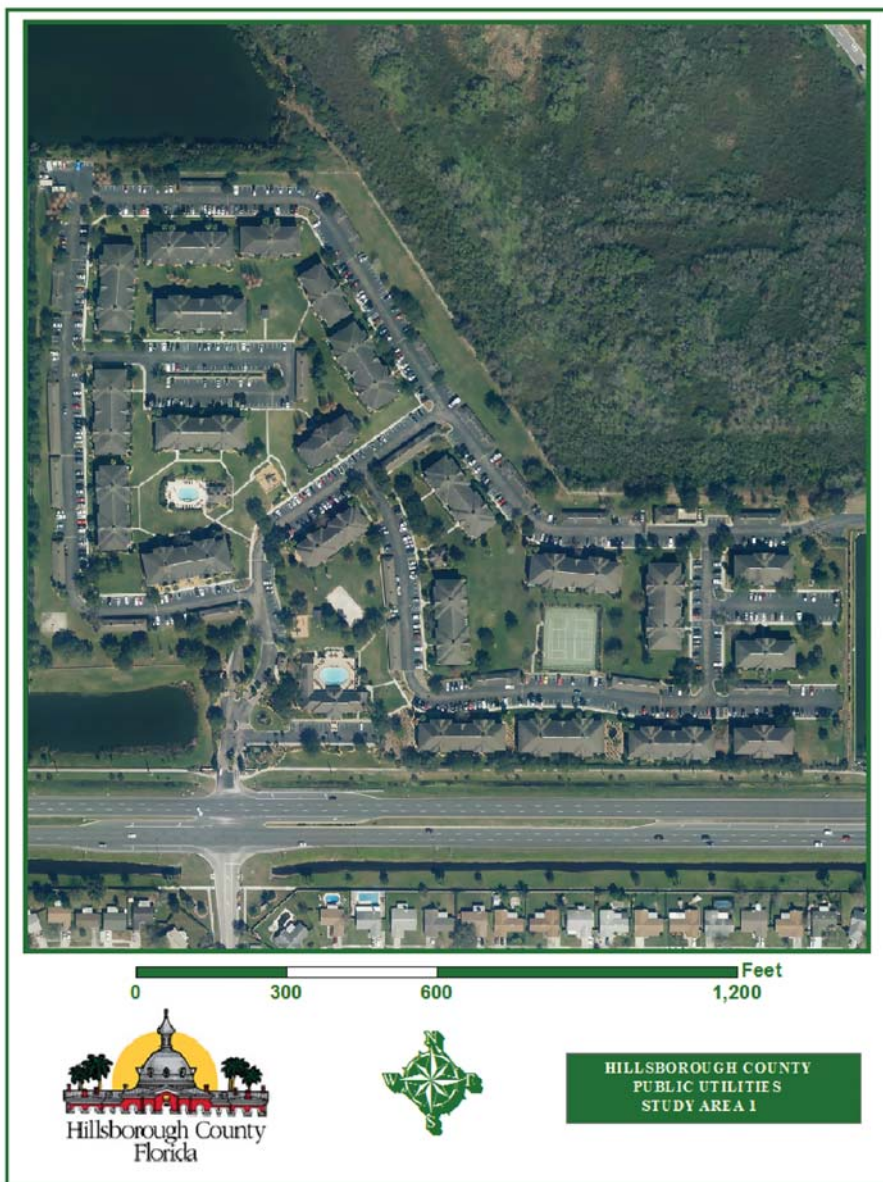 Feet
0 300 600 1,200
Hillsborough County
Florida
N
W E
S
HILLSBOROUGH COUNTY
PUBLIC UTILITIES
STUDY AREA 1